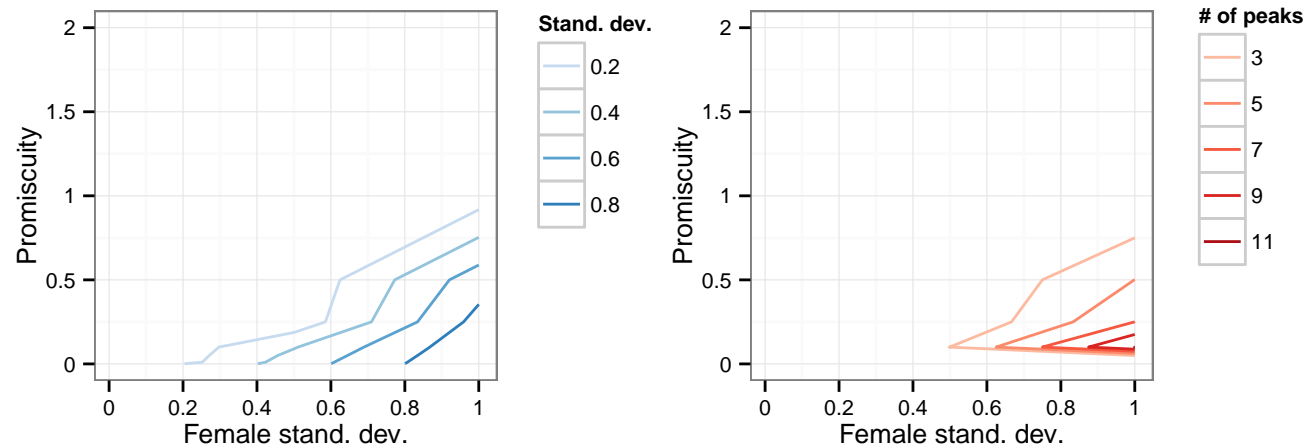 Promiscuity
2
1.5
1
0.5
0
0 0.2 0.4 0.6 0.8 1
Female stand. dev.
Stand. dev.
0.2
0.4
0.6
0.8
Promiscuity
2
1.5
1
0.5
0
0 0.2 0.4 0.6 0.8 1
Female stand. dev.
# of peaks
3
5
7
9
11